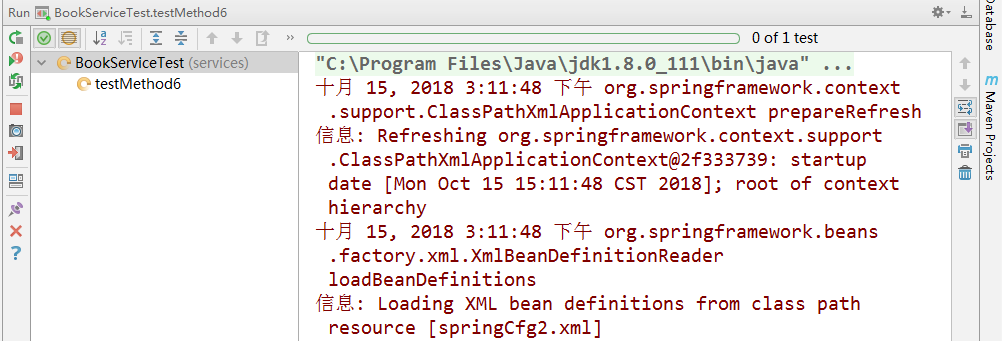 Run BookServiceTest.testMethod6
0 of 1 test
BookServiceTest (services)
testMethod6
"C:\Program Files\Java\jdk1.8.0_111\bin\java" ...
十月 15, 2018 3:11:48 下午 org.springframework.context
.support.ClassPathXmlApplicationContext prepareRefresh
信息: Refreshing org.springframework.context.support
.ClassPathXmlApplicationContext@2f333739: startup
date [Mon Oct 15 15:11:48 CST 2018]; root of context
hierarchy
十月 15, 2018 3:11:48 下午 org.springframework.beans
.factory.xml.XmlBeanDefinitionReader
loadBeanDefinitions
信息: Loading XML bean definitions from class path
resource [springCfg2.xml]
Database
Maven Projects